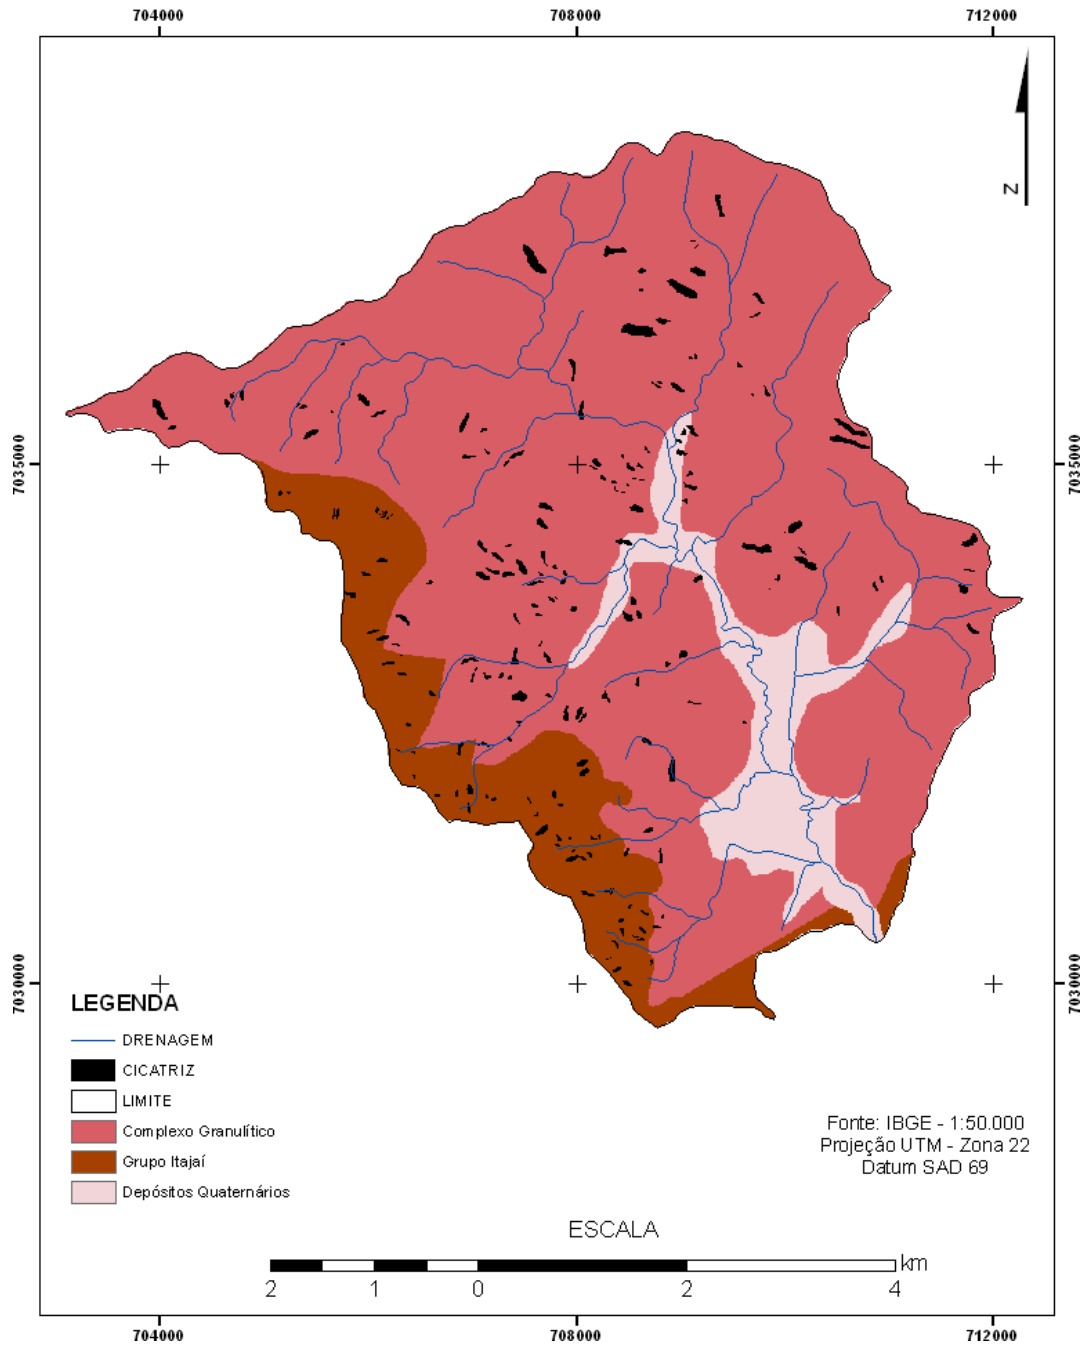 704000
708000
712000
N
7035000
7035000
7030000
7030000
LEGENDA
DRENAGEM
CICATRIZ
LIMITE
Complexo Granulítico
Grupo Itajaí
Depósitos Quaternários
Fonte: IBGE - 1:50.000
Projeção UTM - Zona 22
Datum SAD 69
ESCALA
km
2 1 0 2 4
704000
708000
712000